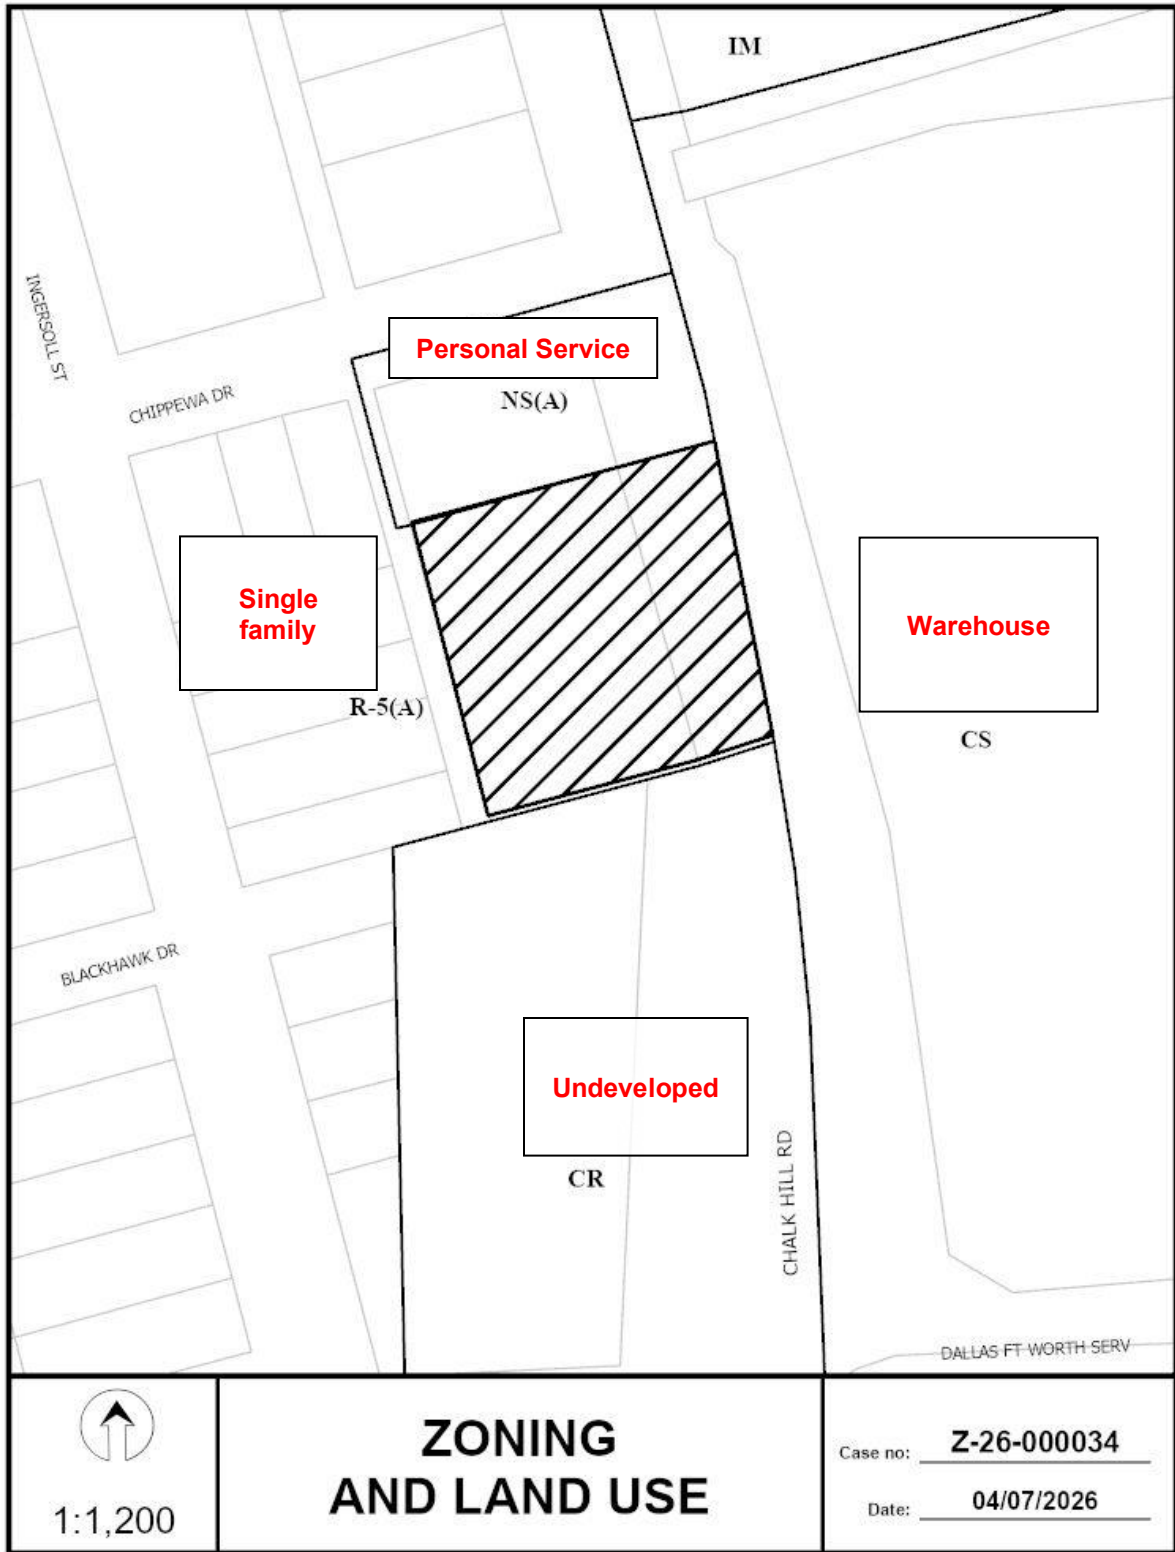 IM
INGERSOLL ST
Personal Service
CHIPPEWA DR
NS(A)
Single
family
Warehouse
R-5(A)
CS
BLACKHAWK DR
Undeveloped
CR
CHALK HILL RD
DALLAS FT WORTH SERV
1:1,200
ZONING
AND LAND USE
Case no: Z-26-000034
Date: 04/07/2026